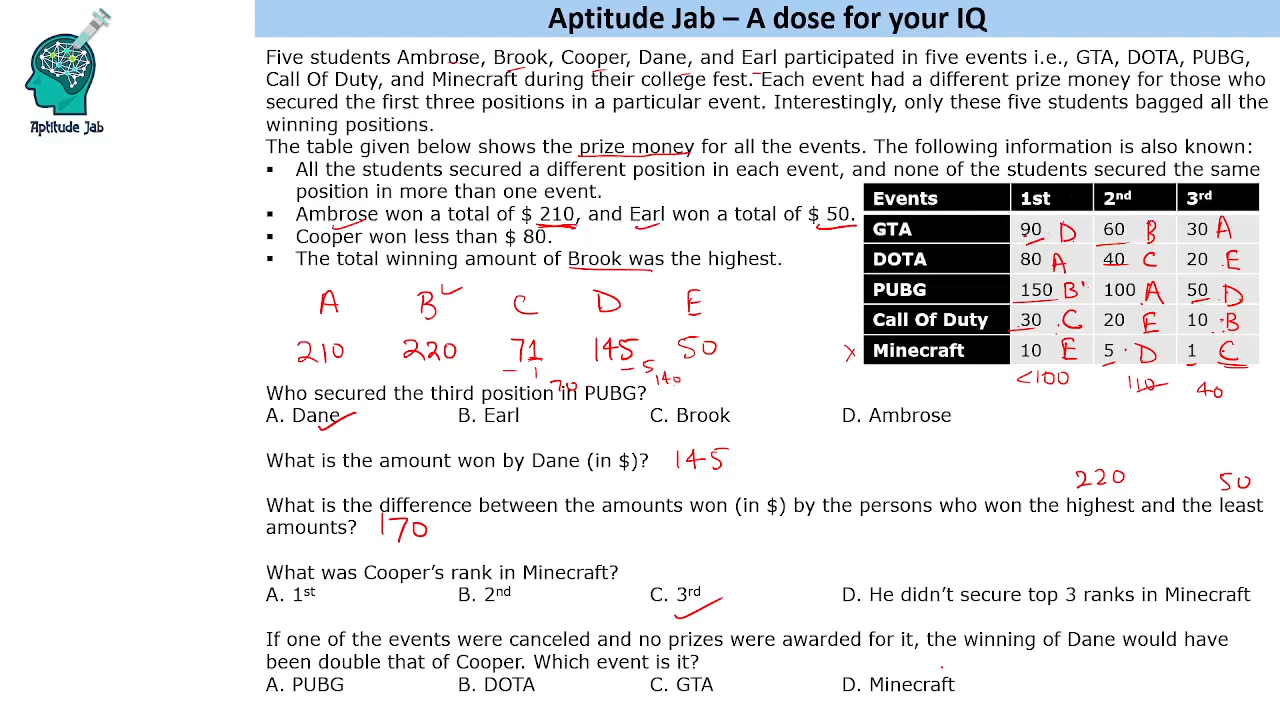 Aptitude Jab – A dose for your IQ
Aptitude Jab
Five students Ambrose, Brook, Cooper, Dane, and Earl participated in five events i.e., GTA, DOTA, PUBG,
Call Of Duty, and Minecraft during their college fest. Each event had a different prize money for those who
secured the first three positions in a particular event. Interestingly, only these five students bagged all the
winning positions.
The table given below shows the prize money for all the events. The following information is also known:
▪ All the students secured a different position in each event, and none of the students secured the same
position in more than one event.
▪ Ambrose won a total of $ 210, and Earl won a total of $ 50.
▪ Cooper won less than $ 80.
▪ The total winning amount of Brook was the highest.
Events 1st 2nd 3rd
GTA 90 D 60 B 30 A
DOTA 80 A 40 C 20 E
PUBG 150 B 100 A 50 D
Call Of Duty 30 C 20 E 10 B
x Minecraft 10 E 5 D 1 C
<100 110 40
A B C D E
210 220 71 145 50
1 70 5 140
Who secured the third position in PUBG?
A. Dane B. Earl C. Brook D. Ambrose
What is the amount won by Dane (in $)? 145
220 50
What is the difference between the amounts won (in $) by the persons who won the highest and the least
amounts? 170
What was Cooper's rank in Minecraft?
A. 1st B. 2nd C. 3rd D. He didn't secure top 3 ranks in Minecraft
If one of the events were canceled and no prizes were awarded for it, the winning of Dane would have
been double that of Cooper. Which event is it?
A. PUBG B. DOTA C. GTA D. Minecraft